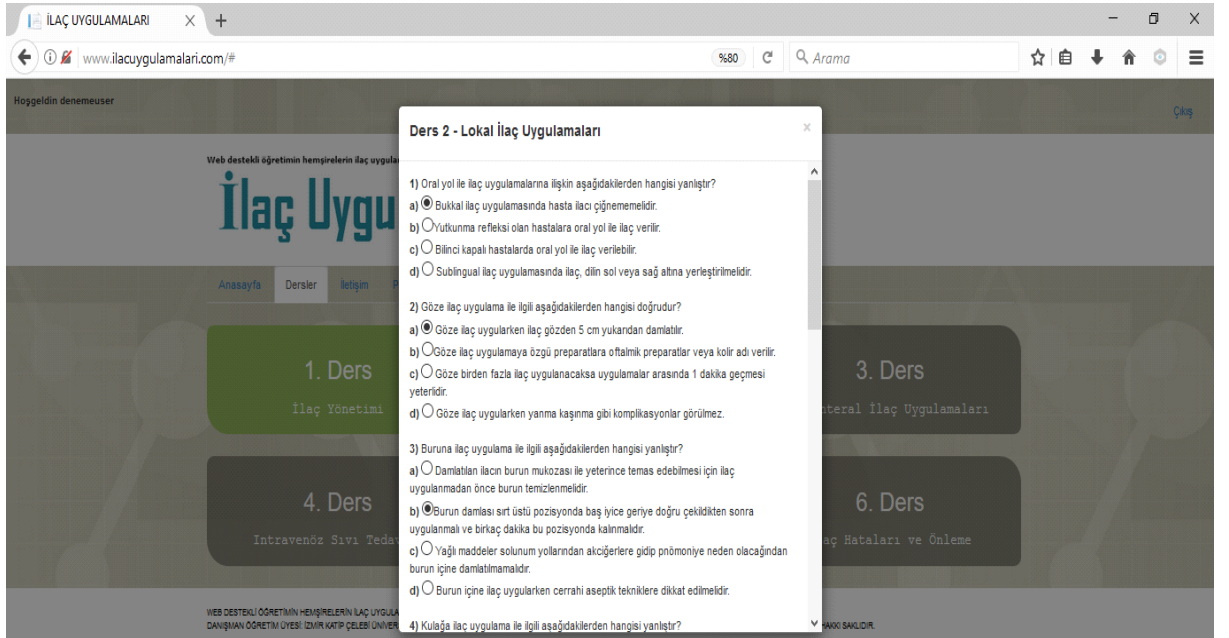 İLAÇ UYGULAMALARI
www.ilacuygulamalari.com/#
%80
Arama
Hoşgeldin denemeuser
Çıkış
Ders 2 - Lokal İlaç Uygulamaları
x
Web destekli öğretimin hemşirelerin ilaç uygula
İlaç Uygu
Anasayfa Dersler İletişim P
1) Oral yol ile ilaç uygulamalarına ilişkin aşağıdakilerden hangisi yanlıştır?
a) Bukkal ilaç uygulamasında hasta ilacı çiğnememelidir.
b) Yutkunma refleksi olan hastalara oral yol ile ilaç verilir.
c) Bilinci kapalı hastalarda oral yol ile ilaç verilebilir.
d) Sublingual ilaç uygulamasında ilaç, dilin sol veya sağ altına yerleştirilmelidir.
2) Göze ilaç uygulama ile ilgili aşağıdakilerden hangisi doğrudur?
a) Göze ilaç uygularken ilaç gözden 5 cm yukarıdan damlatılır.
b) Göze ilaç uygulamaya özgü preparatlara oftalmik preparatlar veya kolir adı verilir.
c) Göze birden fazla ilaç uygulanacaksa uygulamalar arasında 1 dakika geçmesi
yeterlidir.
d) Göze ilaç uygularken yanma kaşınma gibi komplikasyonlar görülmez.
3) Buruna ilaç uygulama ile ilgili aşağıdakilerden hangisi yanlıştır?
a) Damlatılan ilacın burun mukozası ile yeterince temas edebilmesi için ilaç
uygulanmadan önce burun temizlenmelidir.
b) Burun damlası sırt üstü pozisyonda baş iyice geriye doğru çekildikten sonra
uygulanmalı ve birkaç dakika bu pozisyonda kalınmalıdır.
c) Yağlı maddeler solunum yollarından akciğerlere gidip pnömoniye neden olacağından
burun içine damlatılmamalıdır.
d) Burun içine ilaç uygularken cerrahi aseptik tekniklere dikkat edilmelidir.
4) Kulağa ilaç uygulama ile ilgili aşağıdakilerden hangisi yanlıştır?
1. Ders
İlaç Yönetimi
3. Ders
nteral İlaç Uygulamaları
4. Ders
Intravenöz Sıvı Teda
6. Ders
aç Hataları ve Önleme
WEB DESTEKLİ ÖĞRETİMİN HEMŞİRELERİN İLAÇ UYGULA
DANIŞMAN ÖĞRETİM ÜYESİ: İZMİR KATİP ÇELEBİ ÜNİVER
HAKKI SAKLIDIR.